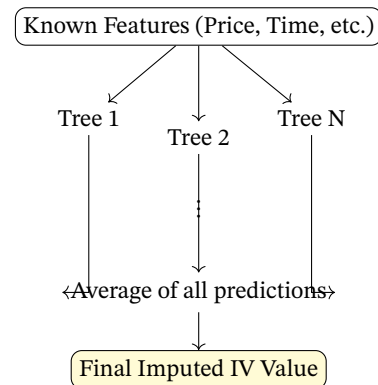 Known Features (Price, Time, etc.)
Tree 1
Tree 2
Tree N
Average of all predictions
Final Imputed IV Value